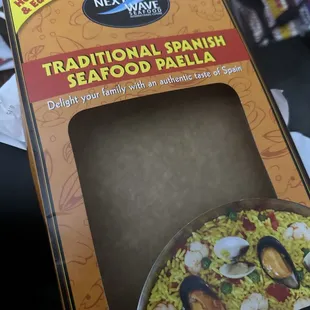 NEXT
WAVE
SEAFOOD
TRADITIONAL SPANISH
SEAFOOD PAELLA
Delight your family with an authentic taste of Spain